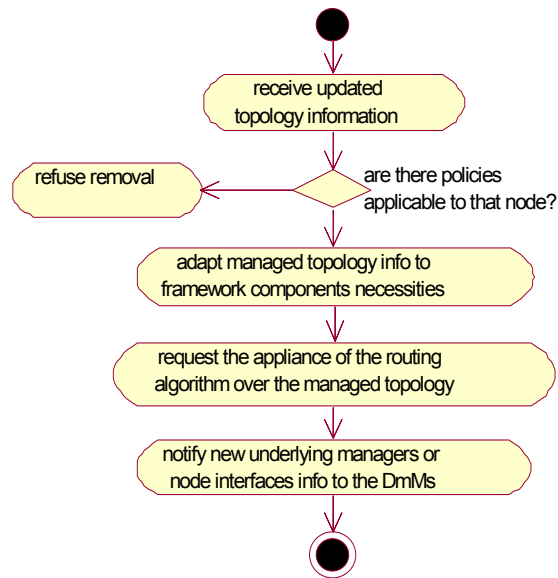 receive updated
topology information
are there policies
applicable to that node?
refuse removal
adapt managed topology info to
framework components necessities
request the appliance of the routing
algorithm over the managed topology
notify new underlying managers or
node interfaces info to the DmMs